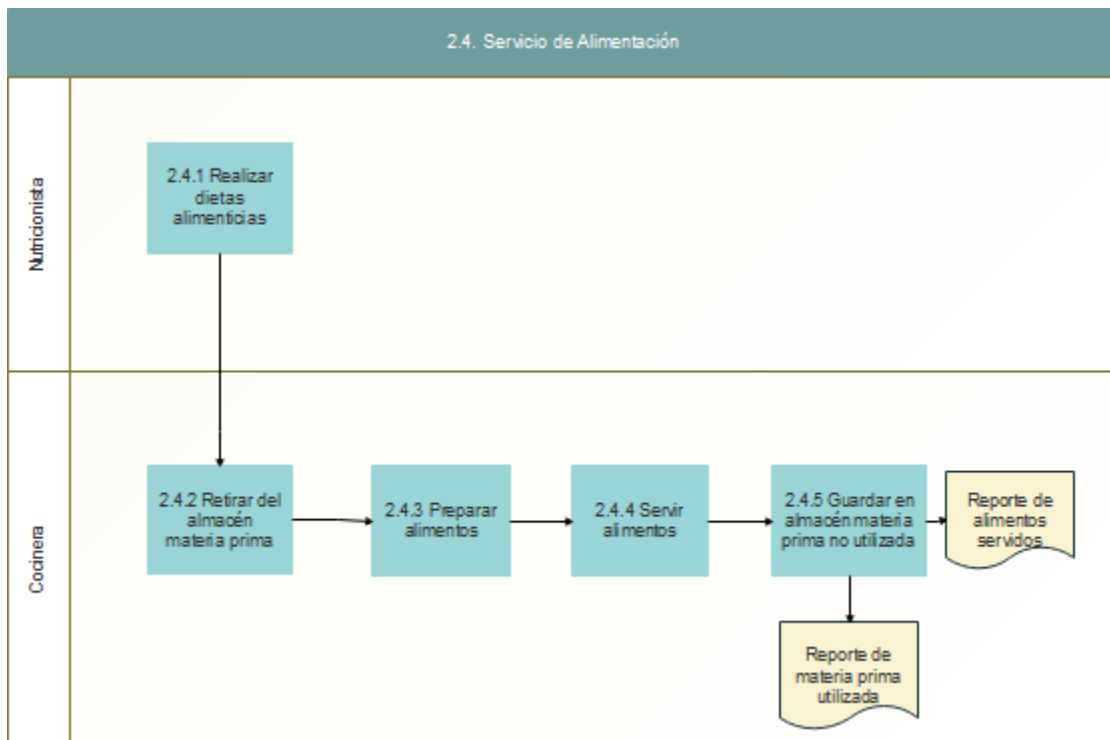 2.4. Servicio de Alimentación
Nutricionista
2.4.1 Realizar
dietas
alimenticias
Cocinera
2.4.2 Retirar del
almacén
materia prima
2.4.3 Preparar
alimentos
2.4.4 Servir
alimentos
2.4.5 Guardar en
almacén materia
prima no utilizada
Reporte de
alimentos
servidos
Reporte de
materia prima
utilizada